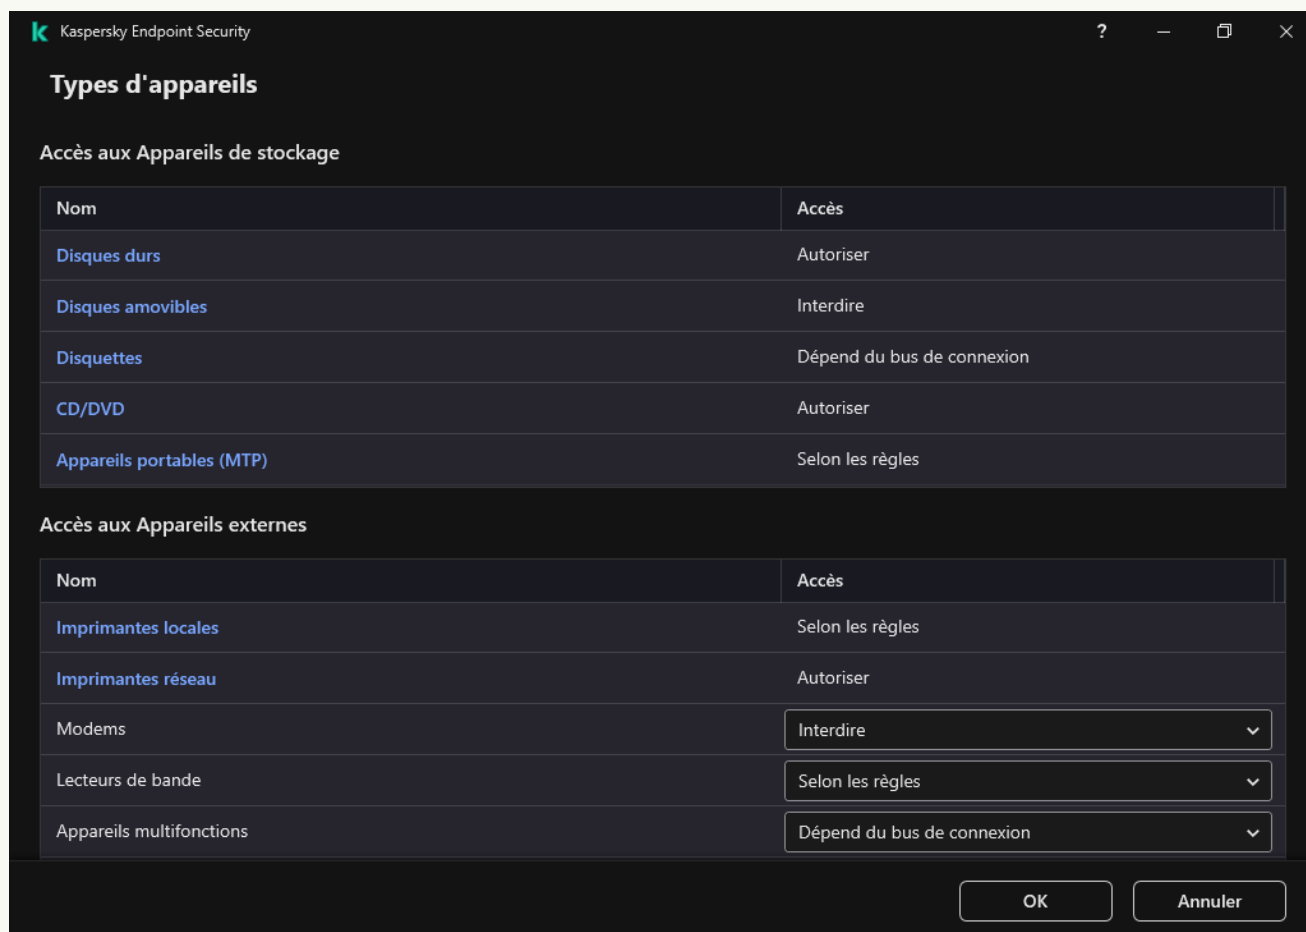 Kaspersky Endpoint Security ?
Types d'appareils
Accès aux Appareils de stockage
Nom Accès
Disques durs Autoriser
Disques amovibles Interdire
Disquettes Dépend du bus de connexion
CD/DVD Autoriser
Appareils portables (MTP) Selon les règles
Accès aux Appareils externes
Nom Accès
Imprimantes locales Selon les règles
Imprimantes réseau Autoriser
Modems Interdire
Lecteurs de bande Selon les règles
Appareils multifonctions Dépend du bus de connexion
OK Annuler